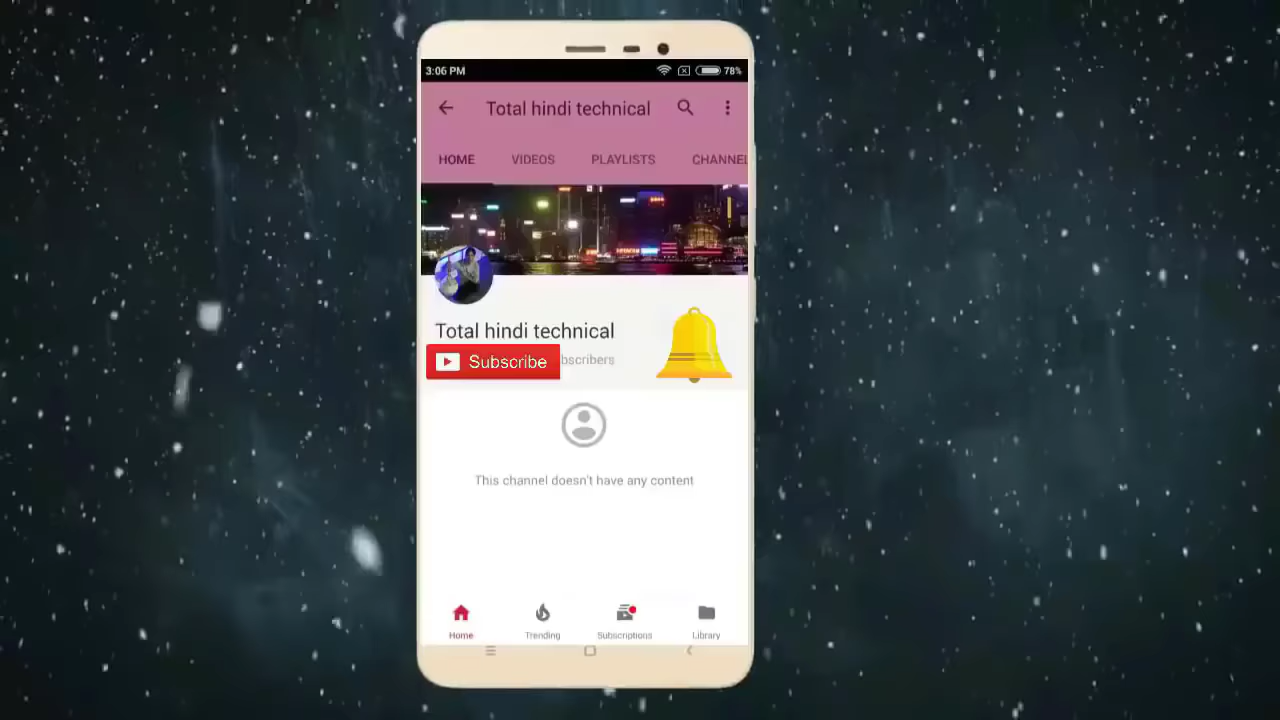 3:06 PM 78%
Total hindi technical
HOME VIDEOS PLAYLISTS CHANNEL
Total hindi technical
Subscribe bscribers
This channel doesn't have any content
Home Trending Subscriptions Library